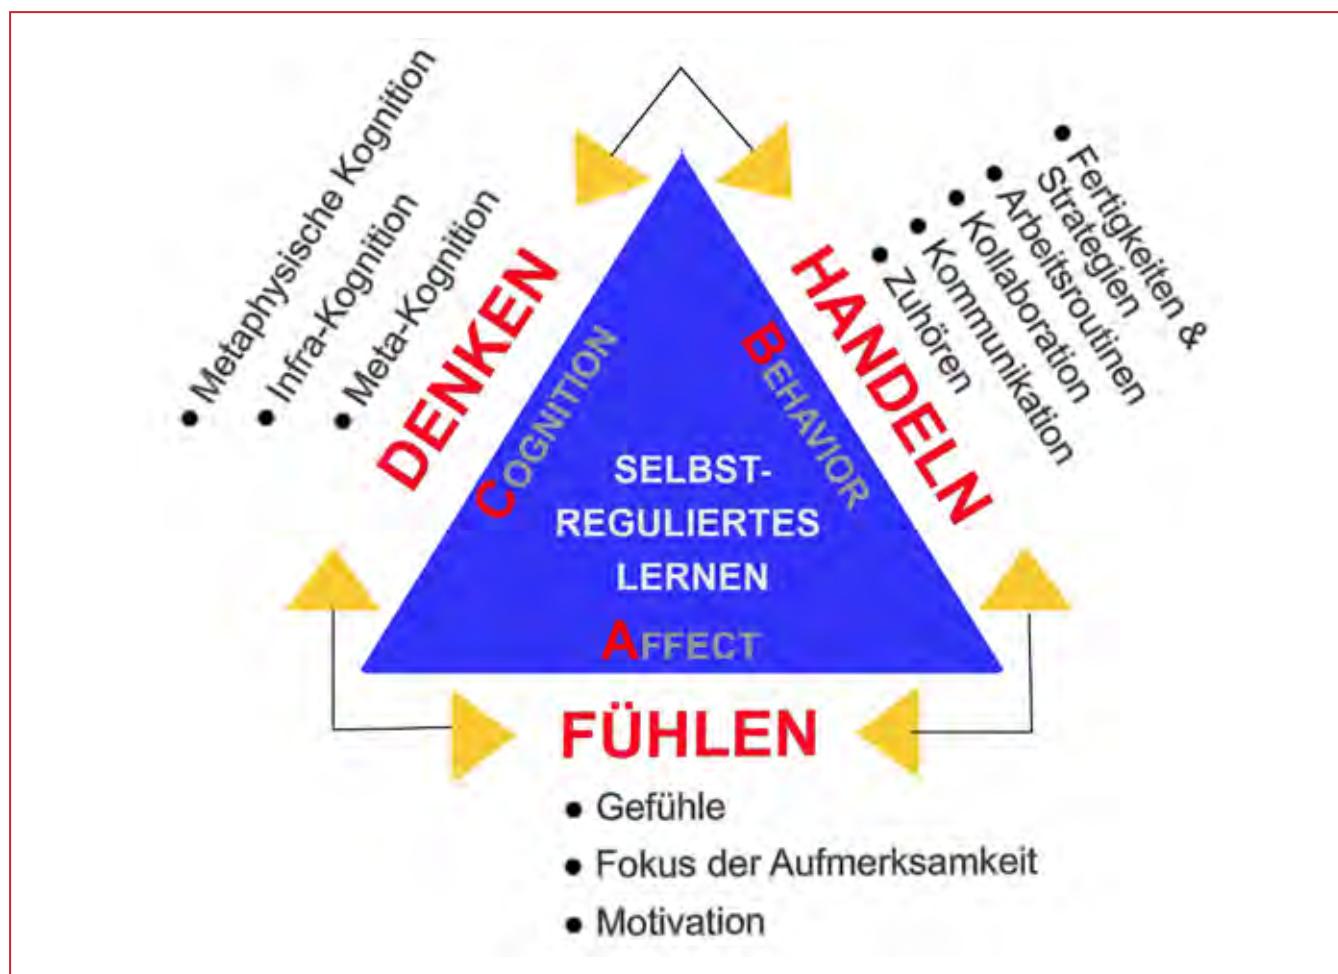 ● Metaphysische Kognition
● Infra-Kognition
● Meta-Kognition
DENKEN
COGNITION
● Fertigkeiten &
Strategien
● Arbeitsroutinen
● Kollaboration
● Kommunikation
● Zuhören
HANDELN
BEHAVIOR
SELBST-
REGULIERTES
LERNEN
AFFECT
FÜHLEN
● Gefühle
● Fokus der Aufmerksamkeit
● Motivation